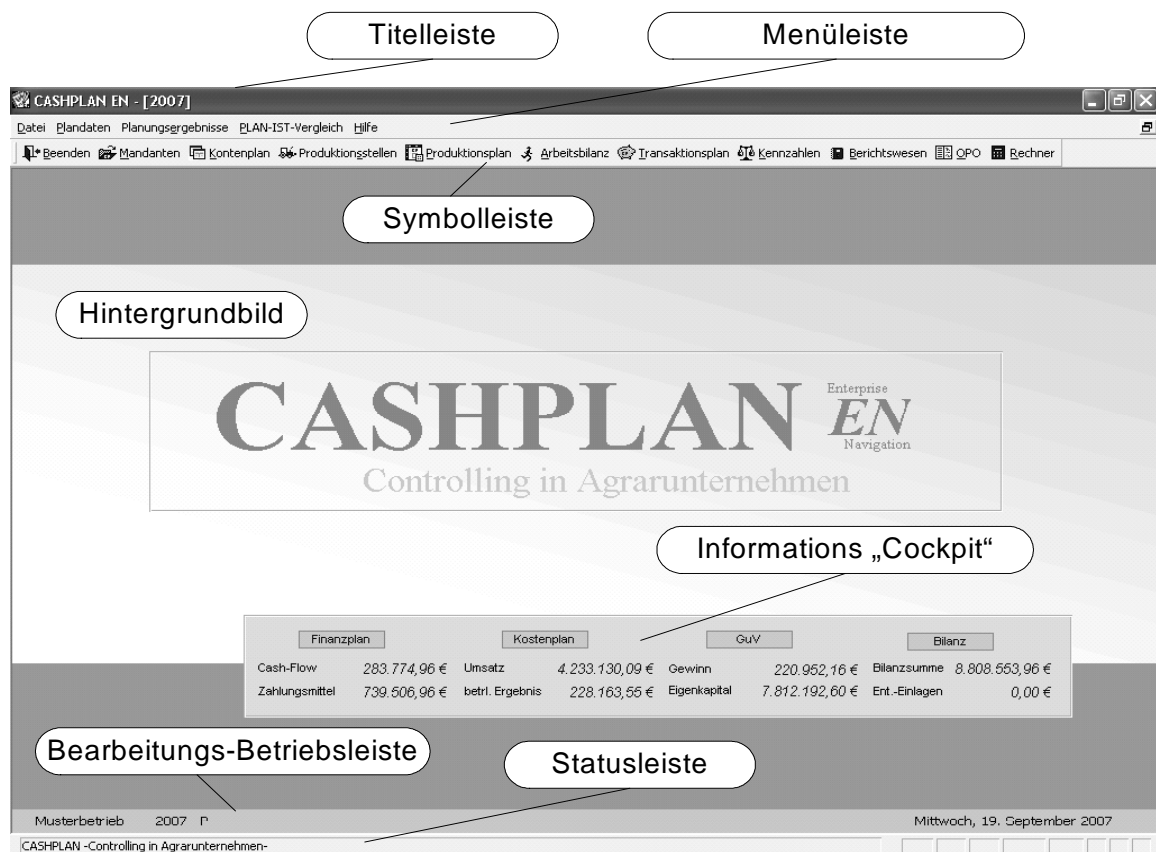 Titelleiste Menüleiste
CASHPLAN EN - [2007]
Datei Plandaten Planungsergebnisse PLAN-IST-Vergleich Hilfe
Beenden Mandanten Kontenplan Produktionsstellen Produktionsplan Arbeitsbilanz Transaktionsplan Kennzahlen Berichtswesen OPO Rechner
Symbolleiste
Hintergrundbild
CASHPLAN Enterprise EN Navigation
Controlling in Agrarunternehmen
Informations „Cockpit“
Finanzplan Kostenplan GuV Bilanz
Cash-Flow 283.774,96 € Umsatz 4.233.130,09 € Gewinn 220.952,16 € Bilanzsumme 8.808.553,96 €
Zahlungsmittel 739.506,96 € betrl. Ergebnis 228.163,55 € Eigenkapital 7.812.192,60 € Ent.-Einlagen 0,00 €
Bearbeitungs-Betriebsleiste Statusleiste
Musterbetrieb 2007 P Mittwoch, 19. September 2007
CASHPLAN -Controlling in Agrarunternehmen-